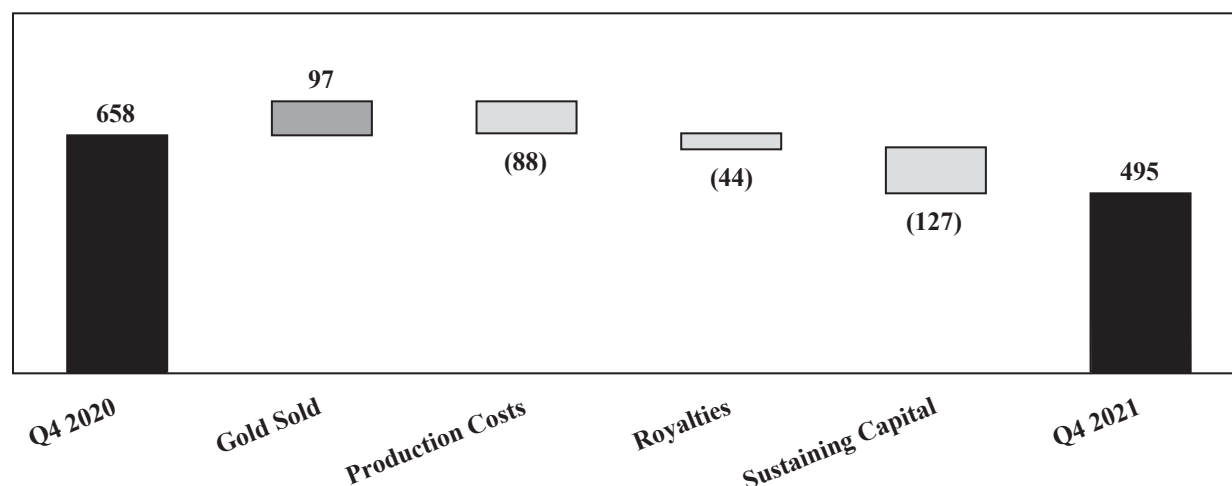 97
658
(88)
(44)
495
(127)
Q4 2020
Gold Sold
Production Costs
Royalties
Sustaining Capital
Q4 2021